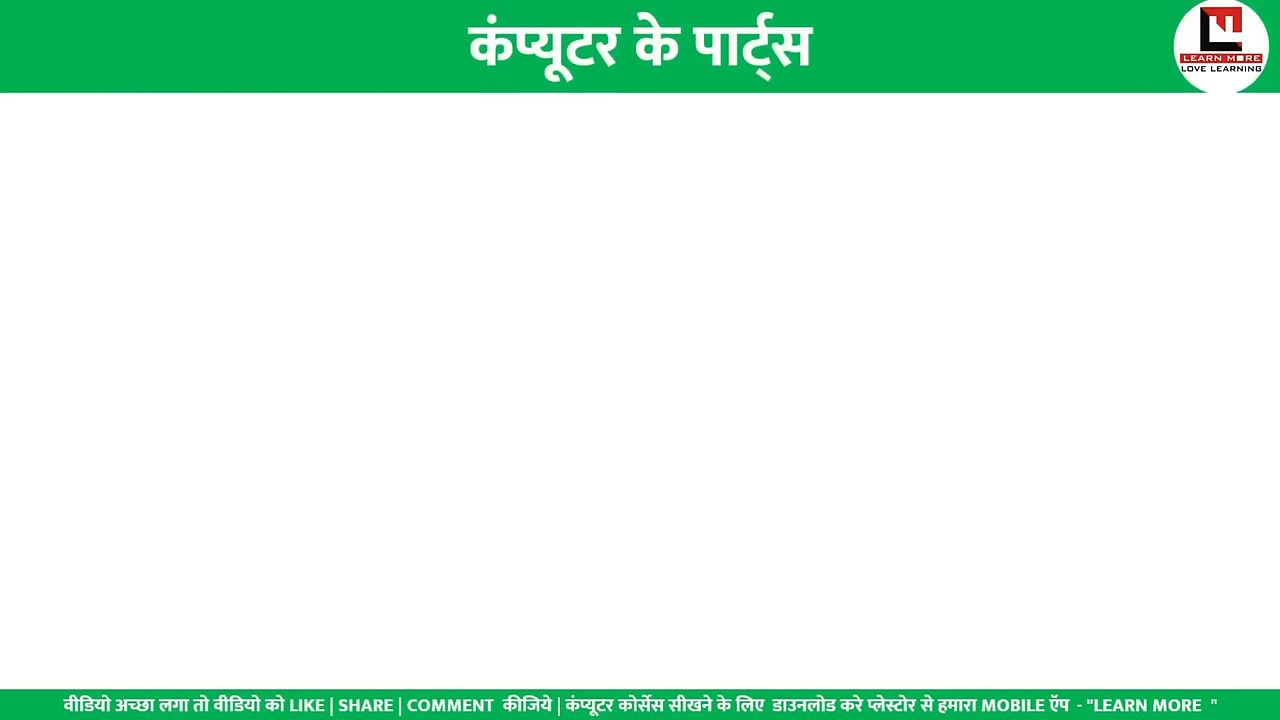 कंप्यूटर के पार्ट्स
LEARN MORE
LOVE LEARNING
वीडियो अच्छा लगा तो वीडियो को LIKE | SHARE | COMMENT कीजिये | कंप्यूटर कोर्सेस सीखने के लिए डाउनलोड करे प्लेस्टोर से हमारा MOBILE ऍप - "LEARN MORE "